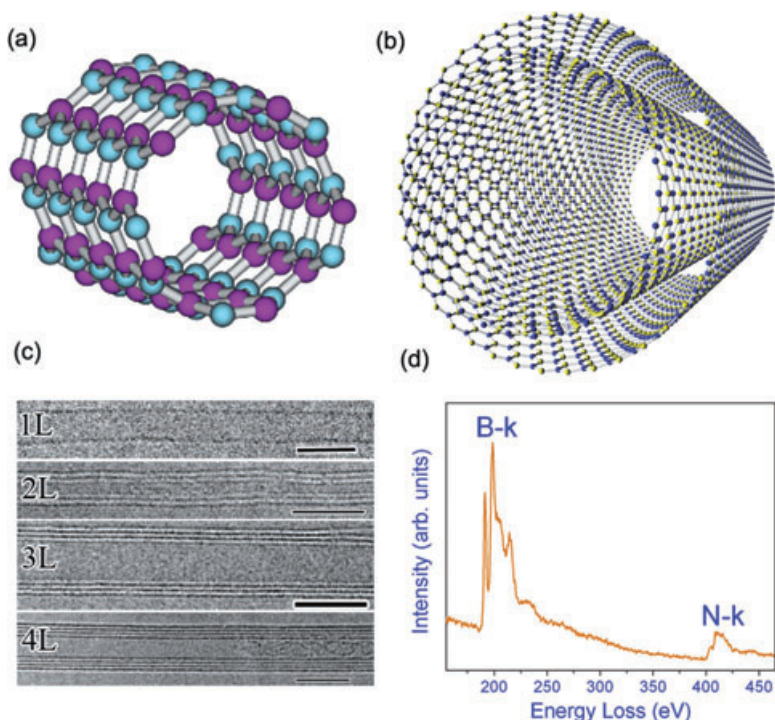 (a)
(b)
(c)
1L
2L
3L
4L
(d)
B-k
N-k
Intensity (arb. units)
200 250 300 350 400 450
Energy Loss (eV)